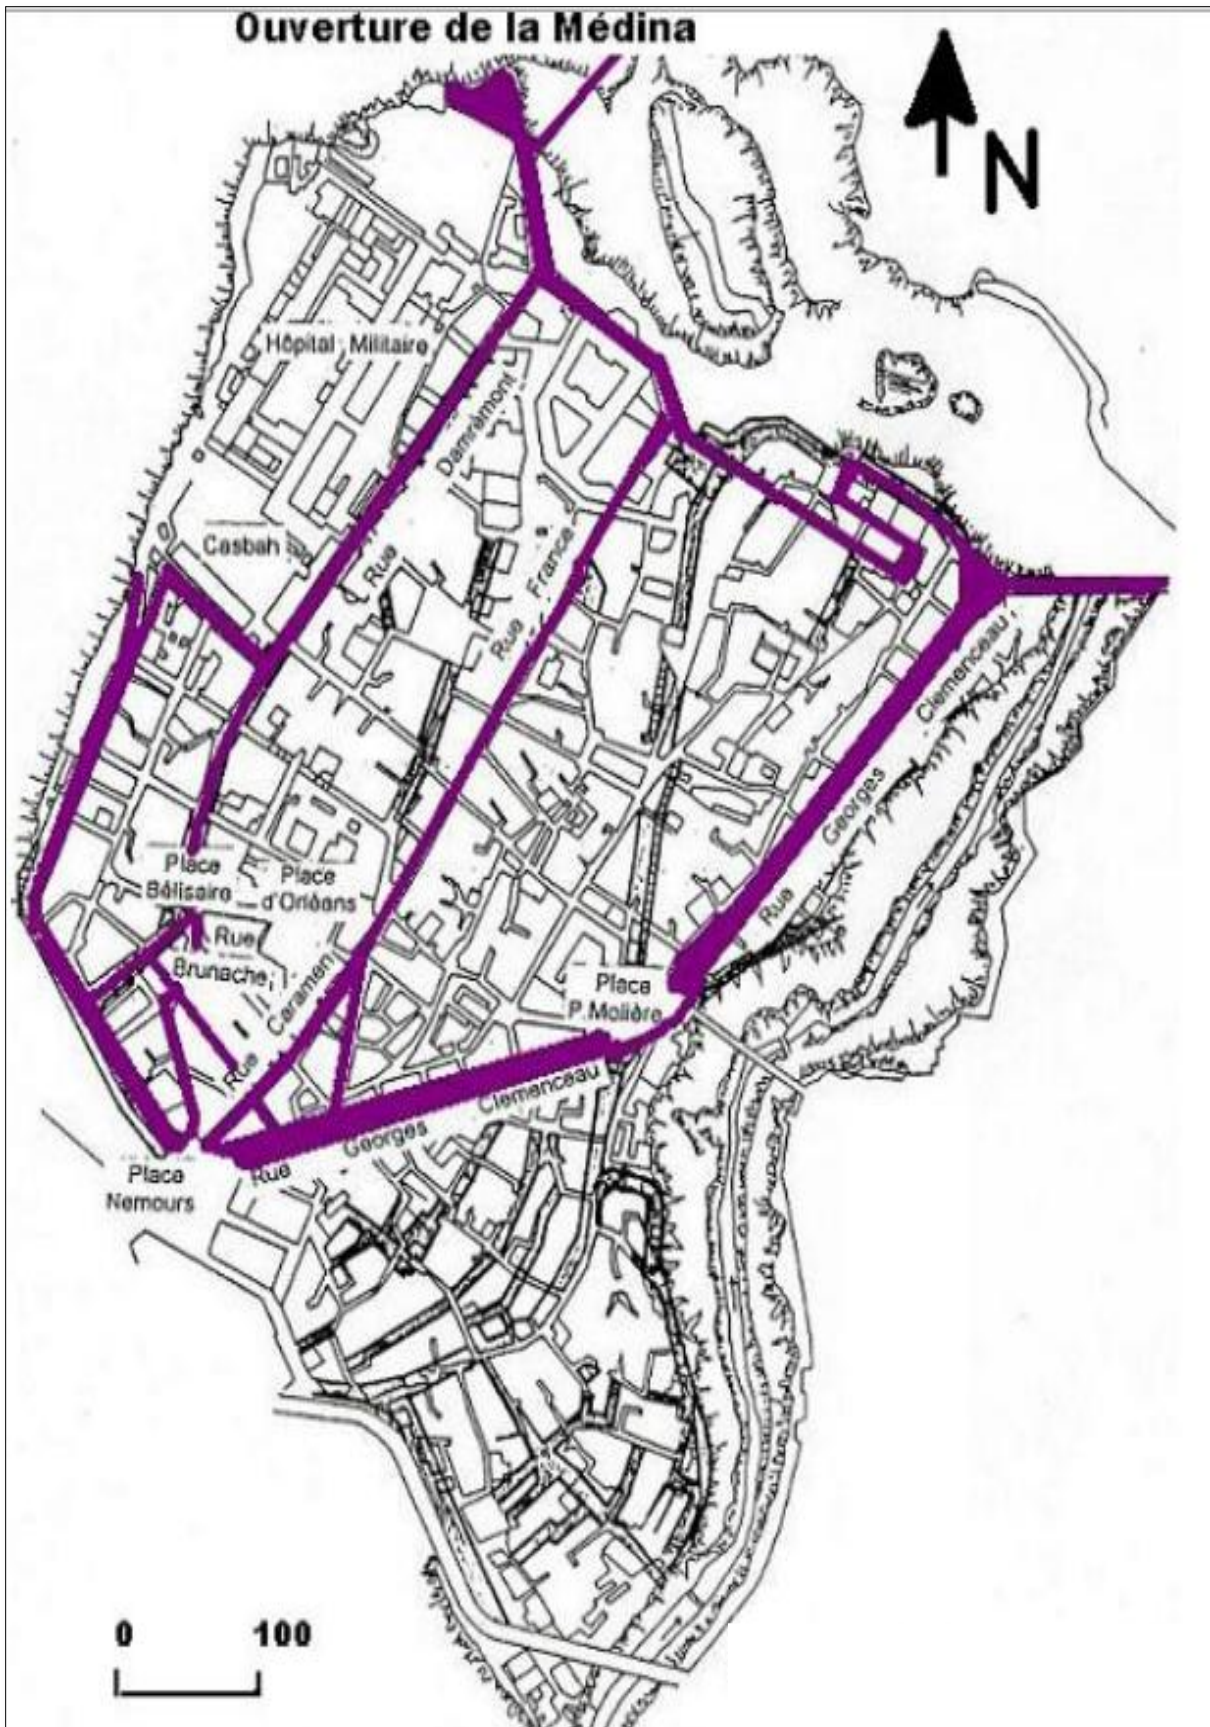 Ouverture de la Médina
N
Hôpital Militaire
Damrémont
Rue
Casbah
France
Rue
Clemenceau
Georges
Rue
Place
Bélisaire
Place
d'Orléans
Rue
Brunache
Caramen
Rue
Place
P.Molière
Clemenceau
Georges
Rue
Place
Nemours
0 100